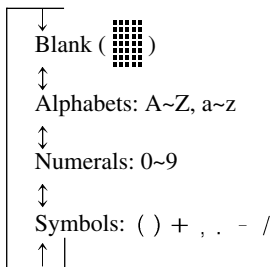 Blank ( )
Alphabets: A~Z, a~z
Numerals: 0~9
Symbols: ( ) + , . - /